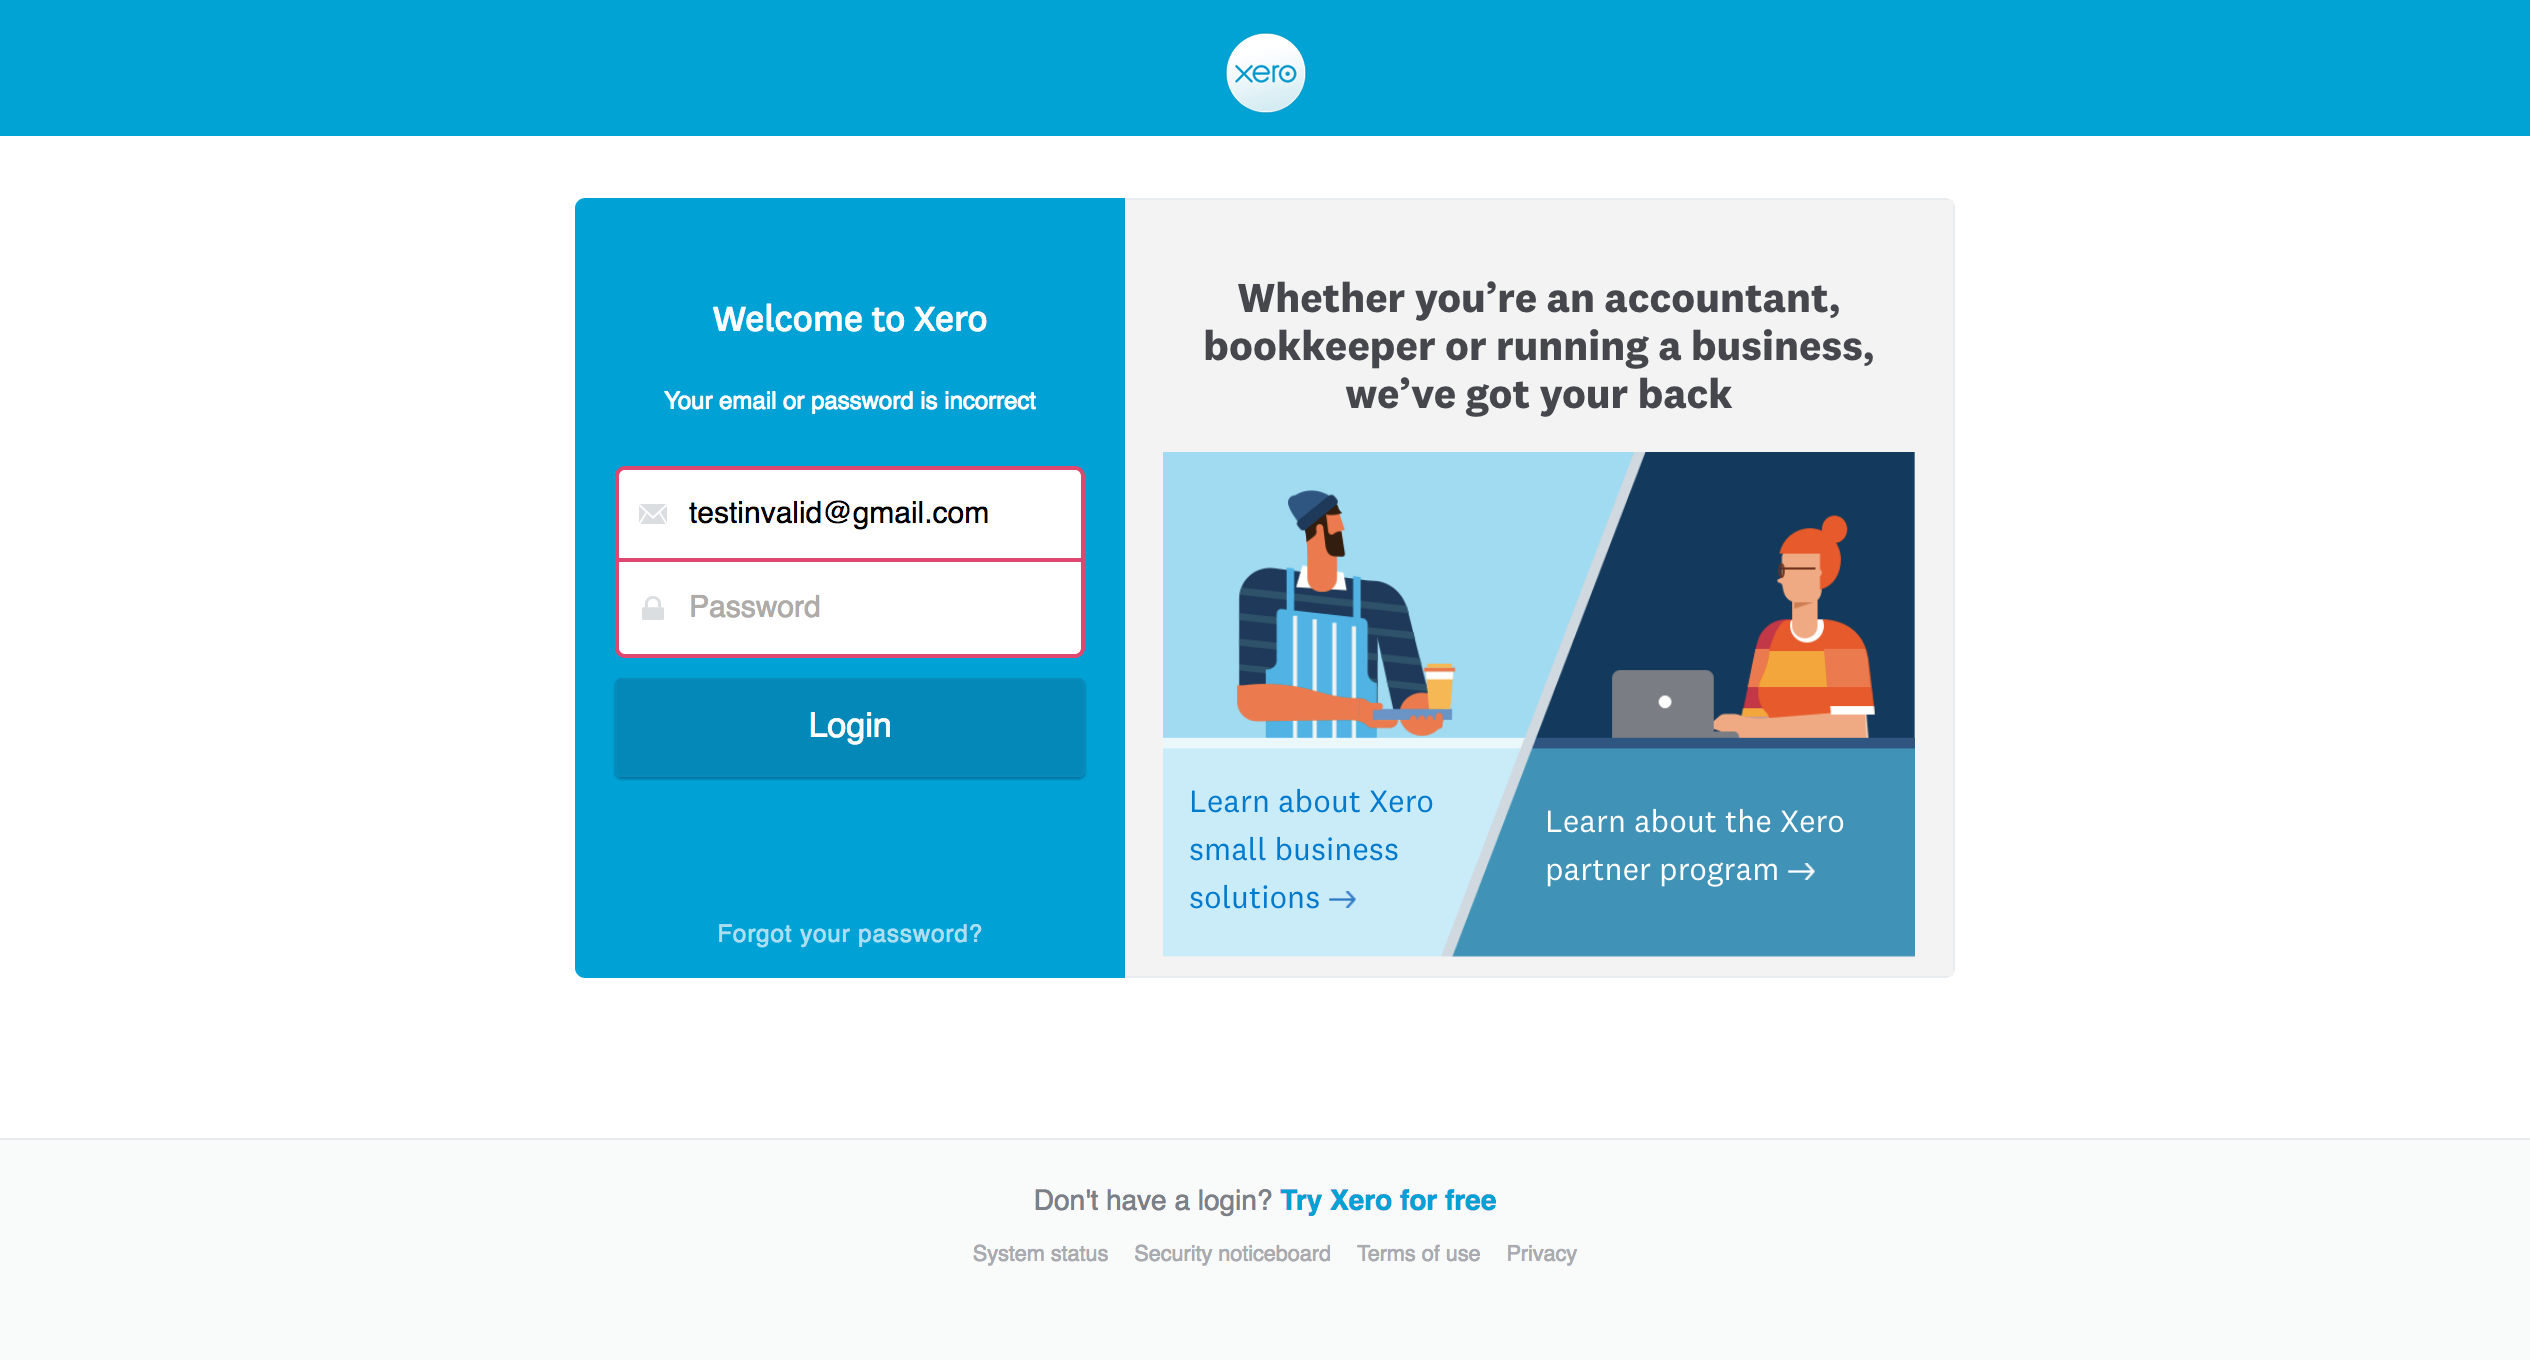 xero
Welcome to Xero
Your email or password is incorrect
testinvalid@gmail.com
Password
Login
Forgot your password?
Whether you’re an accountant,
bookkeeper or running a business,
we’ve got your back
Learn about Xero
small business
solutions →
Learn about the Xero
partner program →
Don't have a login? Try Xero for free
System status Security noticeboard Terms of use Privacy